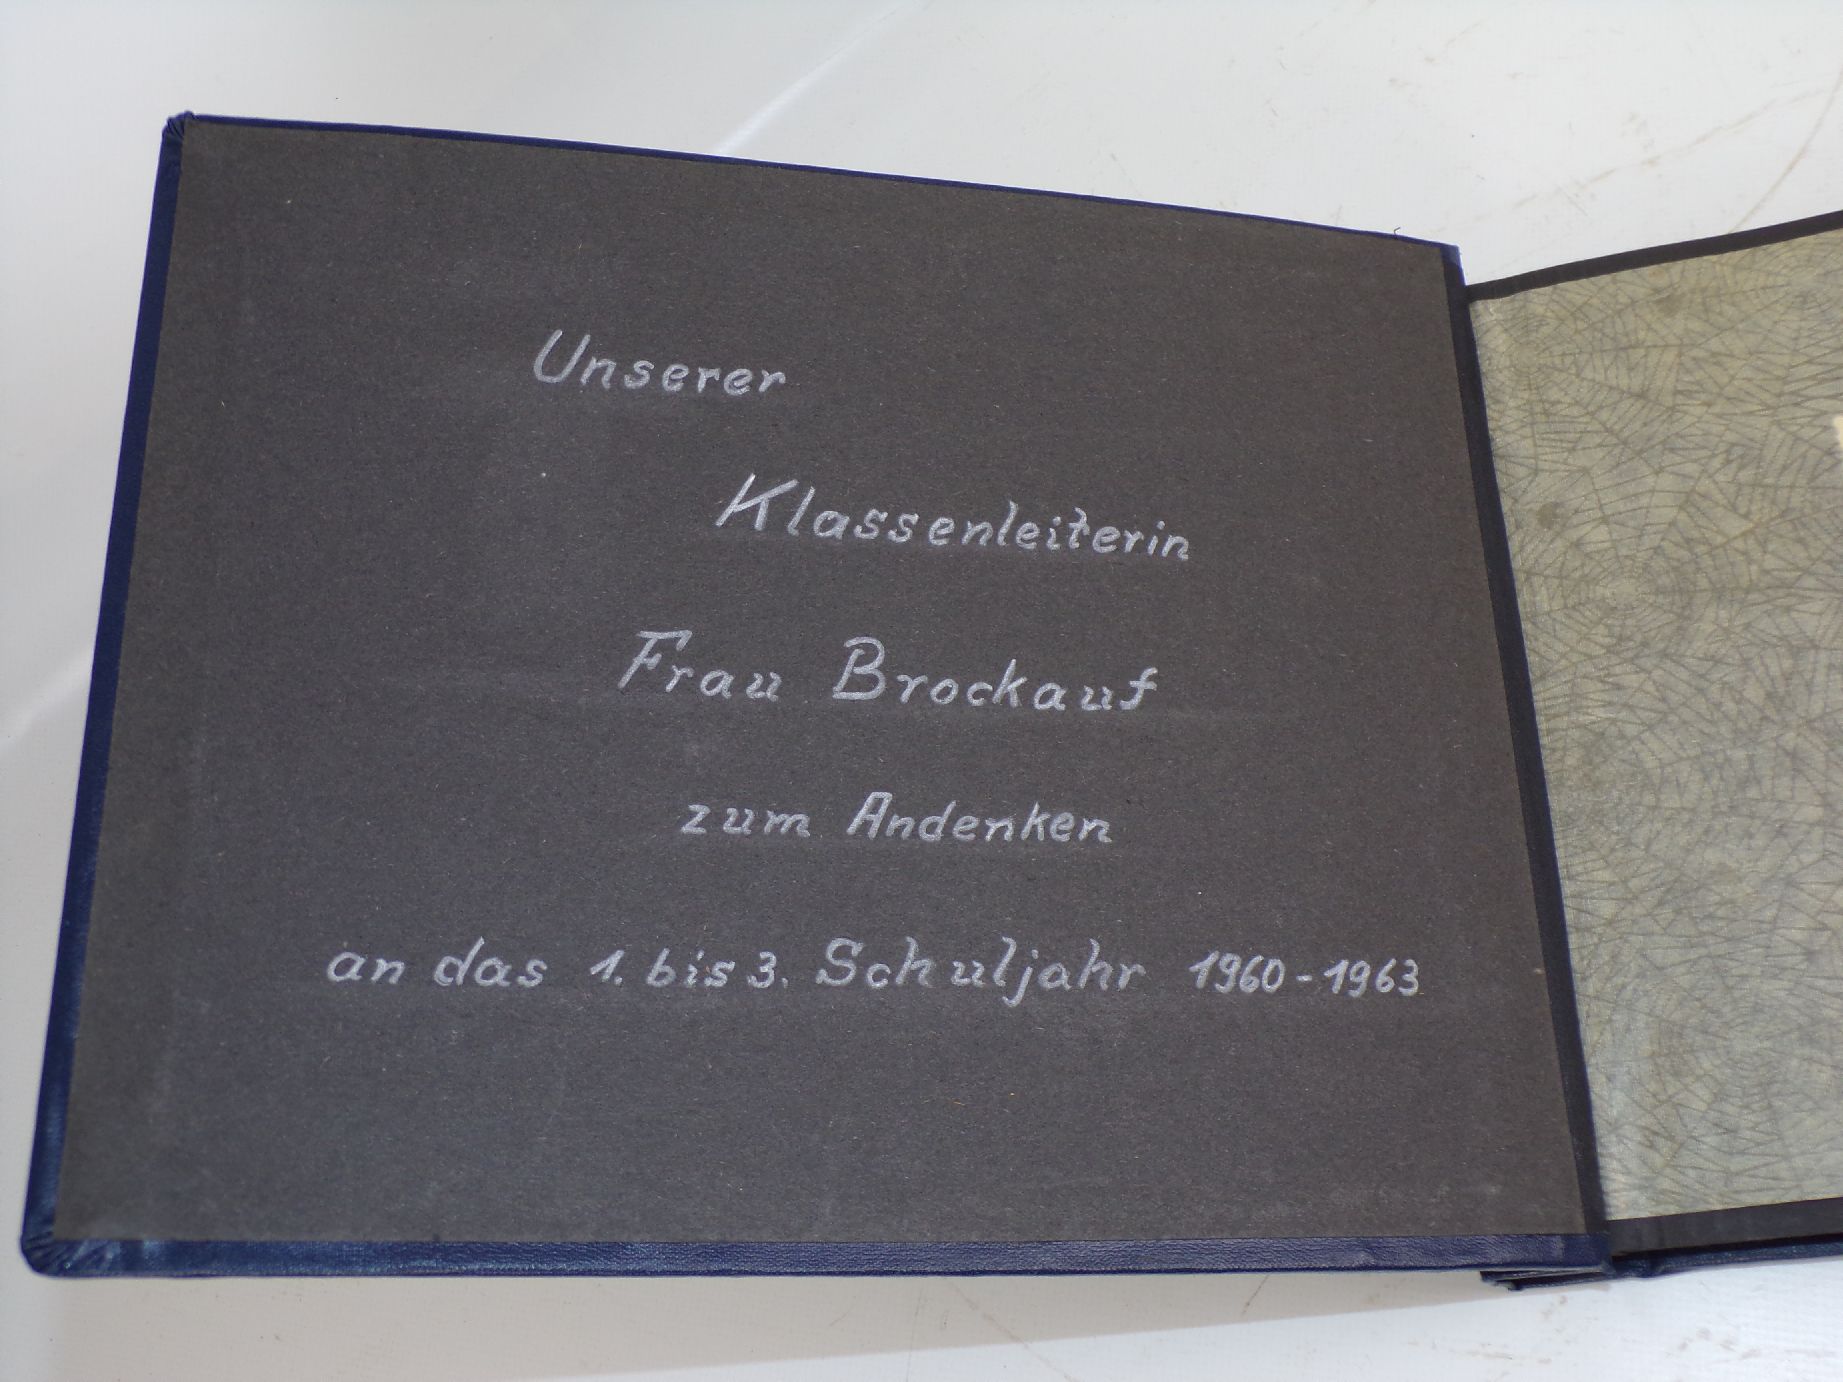 Unserer
Klassenleiterin
Frau Brockauf
zum Andenken
an das 1. bis 3. Schuljahr 1960-1963